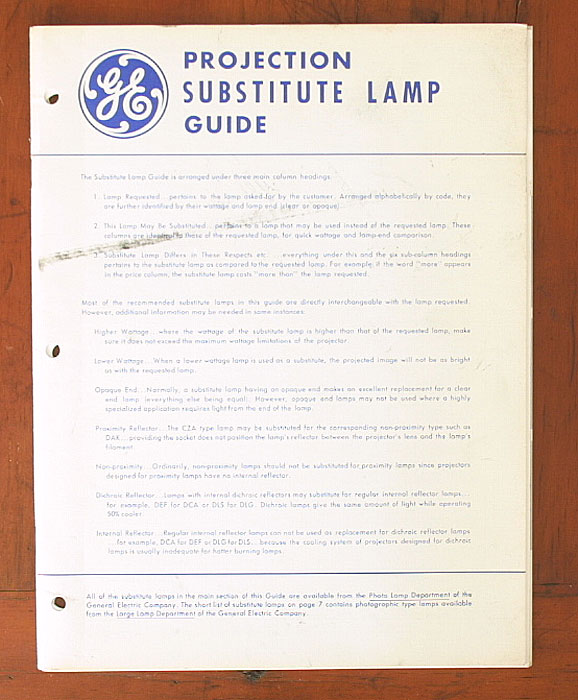 GE
PROJECTION
SUBSTITUTE LAMP
GUIDE
The Substitute Lamp Guide is arranged under three main column headings:
1. Lamp Requested...pertains to the lamp asked-for by the customer. Arranged alphabetically by code, they
are further identified by their wattage and lamp end (clear or opaque)...
2. This Lamp May Be Substituted...pertains to a lamp that may be used instead of the requested lamp. These
columns are identical to these of the requested lamp, for quick wattage and lamp-end comparison.
3. Substitute Lamp Differs in These Respects etc. ...everything under this and the six sub-column headings
pertains to the substitute lamp as compared to the requested lamp. For example if the word "more" appears
in the price column, the substitute lamp costs "more than" the lamp requested.
Most of the recommended substitute lamps in this guide are directly interchangeable with the lamp requested.
However, additional information may be needed in some instances:
Higher Wattage...where the wattage of the substitute lamp is higher than that of the requested lamp, make
sure it does not exceed the maximum wattage limitations of the projector.
Lower Wattage...When a lower wattage lamp is used as a substitute, the projected image will not be as bright
as with the requested lamp.
Opaque End...Normally, a substitute lamp having an opaque end makes an excellent replacement for a clear
end lamp (everything else being equal). However, opaque end lamps may not be used where a highly
specialized application requires light from the end of the lamp.
Proximity Reflector...The CZA type lamp may be substituted for the corresponding non-proximity type such as
DAK...providing the socket does not position the lamp's reflector between the projector's lens and the lamp's
filament.
Non-proximity...Ordinarily, non-proximity lamps should not be substituted for proximity lamps since projectors
designed for proximity lamps have no internal reflector.
Dichroic Reflector...Lamps with internal dichroic reflectors may substitute for regular internal reflector lamps...
for example, DEF for DCA or DLS for DLG. Dichroic lamps give the same amount of light while operating
50% cooler.
Internal Reflector...Regular internal reflector lamps can not be used as replacement for dichroic reflector lamps
...for example, DCA for DEF or DLG for DLS...because the cooling system of projectors designed for dichroic
lamps is usually inadequate for hotter burning lamps.
All of the substitute lamps in the main section of this Guide are available from the Photo Lamp Department of the
General Electric Company. The short list of substitute lamps on page 7 contains photographic type lamps available
from the Large Lamp Department of the General Electric Company.